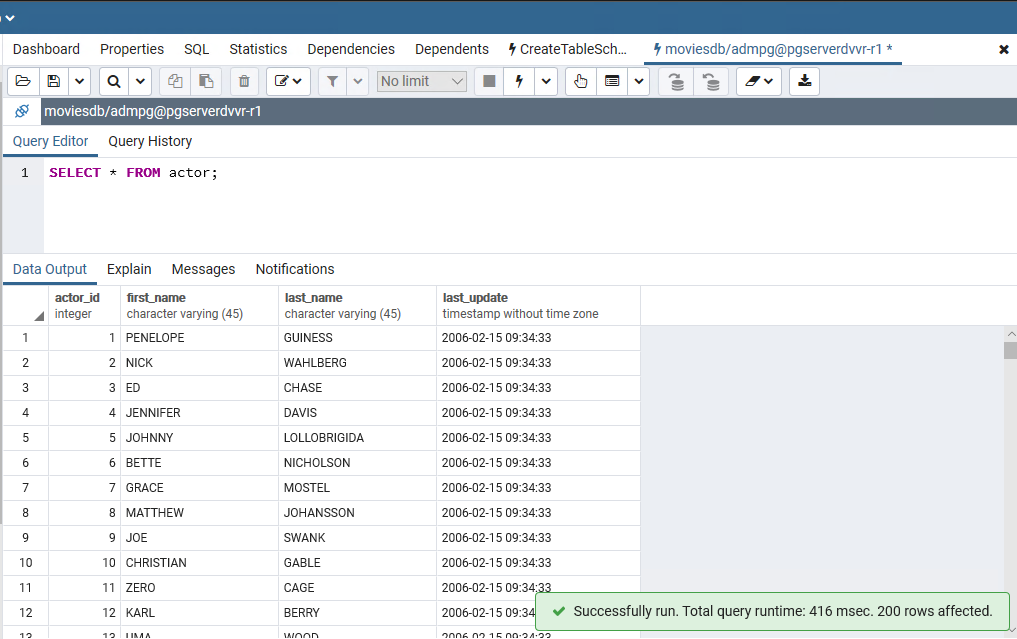 Dashboard Properties SQL Statistics Dependencies Dependents CreateTableSch... moviesdb/admpg@pgserverdvvr-r1 *
No limit
moviesdb/admpg@pgserverdvvr-r1
Query Editor Query History
1 SELECT * FROM actor;
Data Output Explain Messages Notifications
actor_id first_name last_name last_update
integer character varying (45) character varying (45) timestamp without time zone
1 1 PENELOPE GUINESS 2006-02-15 09:34:33
2 2 NICK WAHLBERG 2006-02-15 09:34:33
3 3 ED CHASE 2006-02-15 09:34:33
4 4 JENNIFER DAVIS 2006-02-15 09:34:33
5 5 JOHNNY LOLLOBRIGIDA 2006-02-15 09:34:33
6 6 BETTE NICHOLSON 2006-02-15 09:34:33
7 7 GRACE MOSTEL 2006-02-15 09:34:33
8 8 MATTHEW JOHANSSON 2006-02-15 09:34:33
9 9 JOE SWANK 2006-02-15 09:34:33
10 10 CHRISTIAN GABLE 2006-02-15 09:34:33
11 11 ZERO CAGE 2006-02-15 09:34:33
12 12 KARL BERRY 2006-02-15 09:34
Successfully run. Total query runtime: 416 msec. 200 rows affected.
13 13 UMA WOOD 2006-02-15 09:34:33